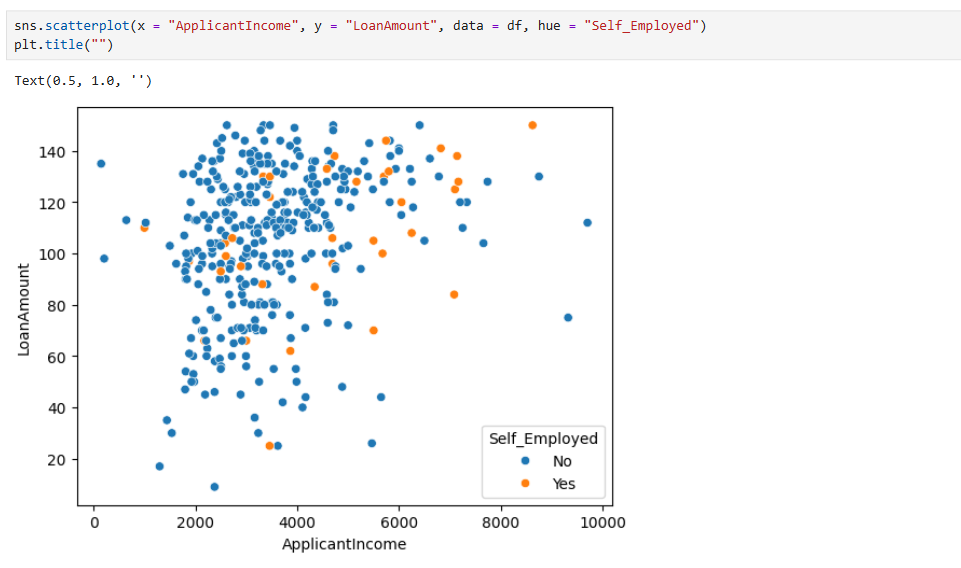 sns.scatterplot(x = "ApplicantIncome", y = "LoanAmount", data = df, hue = "Self_Employed")
plt.title("")
Text(0.5, 1.0, '')
140
120
100
80
60
40
20
LoanAmount
Self_Employed
No
Yes
0 2000 4000 6000 8000 10000
ApplicantIncome